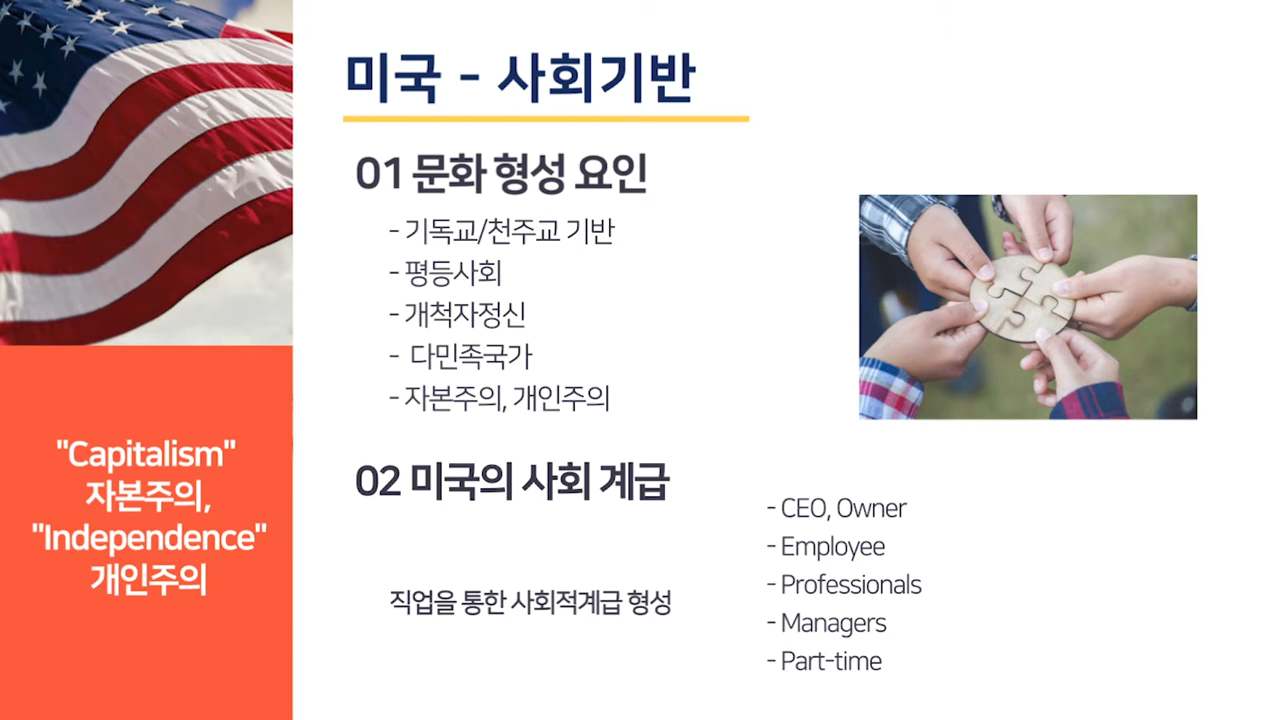 미국 - 사회기반
01 문화 형성 요인
- 기독교/천주교 기반
- 평등사회
- 개척자정신
- 다민족국가
- 자본주의, 개인주의
02 미국의 사회 계급
직업을 통한 사회적계급 형성
- CEO, Owner
- Employee
- Professionals
- Managers
- Part-time
"Capitalism"
자본주의,
"Independence"
개인주의